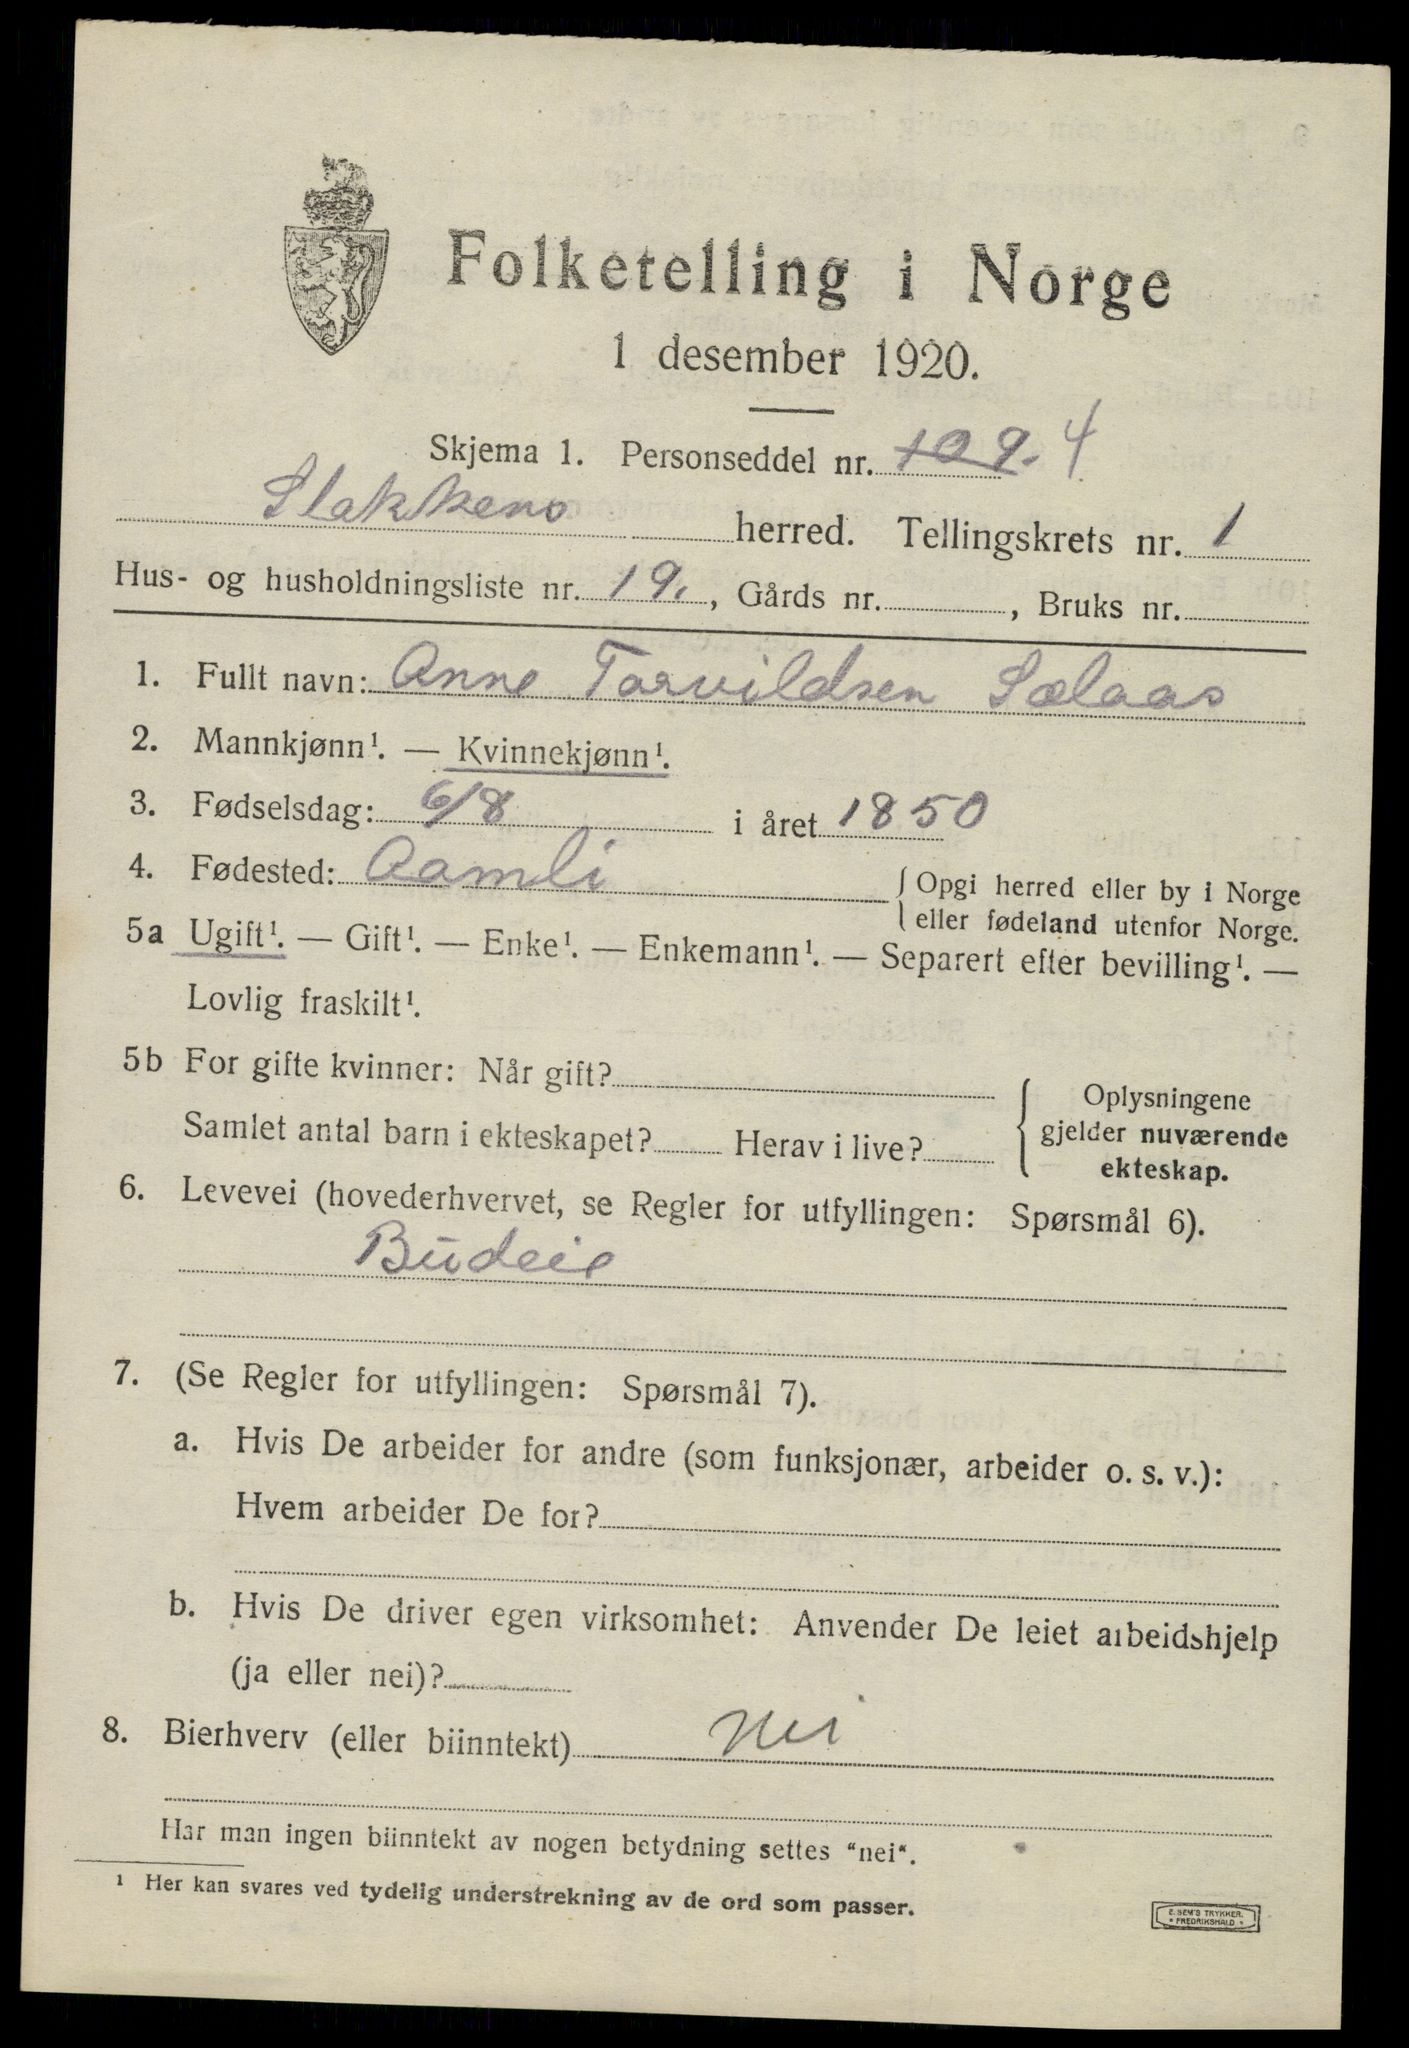 Folketelling i Norge
1 desember 1920.
Skjema 1. Personseddel nr. 109. 4
Slakkens herred. Tellingskrets nr. 1
Hus- og husholdningsliste nr. 19., Gårds nr. , Bruks nr.
1. Fullt navn: Anne Torvildsen Sælaas
2. Mannkjønn¹. — Kvinnekjønn¹.
3. Fødselsdag: 6/8 i året 1850
4. Fødested: Aamli { Opgi herred eller by i Norge
eller fødeland utenfor Norge.
5a Ugift¹. — Gift¹. — Enke¹. — Enkemann¹. — Separert efter bevilling¹. —
Lovlig fraskilt¹.
5b For gifte kvinner: Når gift?
Samlet antal barn i ekteskapet? Herav i live?
{ Oplysningene
gjelder nuværende
ekteskap.
6. Levevei (hovederhvervet, se Regler for utfyllingen: Spørsmål 6).
Budeie
7. (Se Regler for utfyllingen: Spørsmål 7).
a. Hvis De arbeider for andre (som funksjonær, arbeider o. s. v.):
Hvem arbeider De for?
b. Hvis De driver egen virksomhet: Anvender De leiet arbeidshjelp
(ja eller nei)?
8. Bierhverv (eller biinntekt) nei
Har man ingen biinntekt av nogen betydning settes "nei".
¹ Her kan svares ved tydelig understrekning av de ord som passer.
E. SEM'S TRYKKER.
* FREDRIKSHALD *